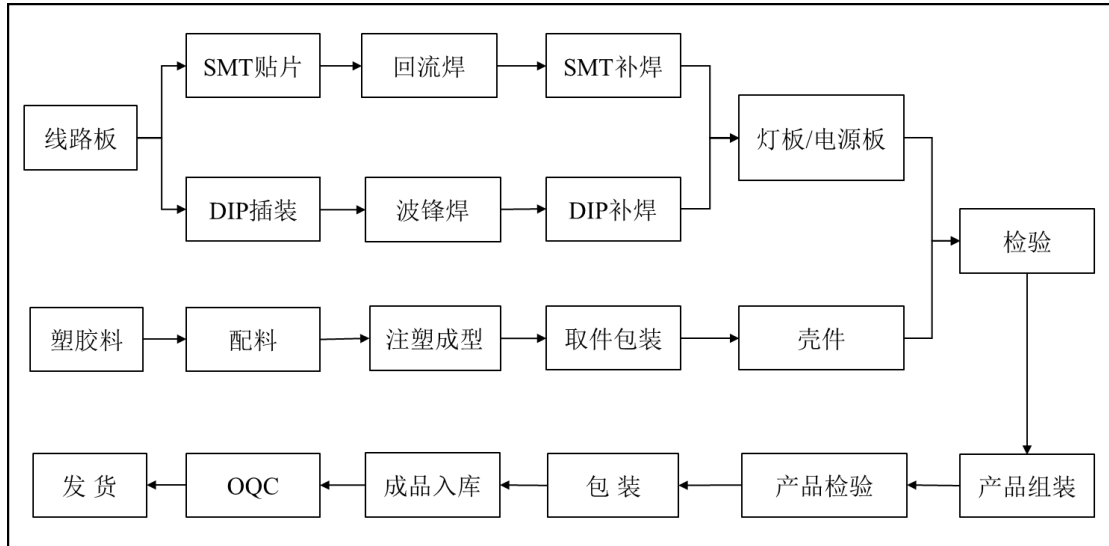 SMT贴片
回流焊
SMT补焊
线路板
灯板/电源板
DIP插装
波锋焊
DIP补焊
检验
塑胶料
配料
注塑成型
取件包装
壳件
发 货
OQC
成品入库
包 装
产品检验
产品组装